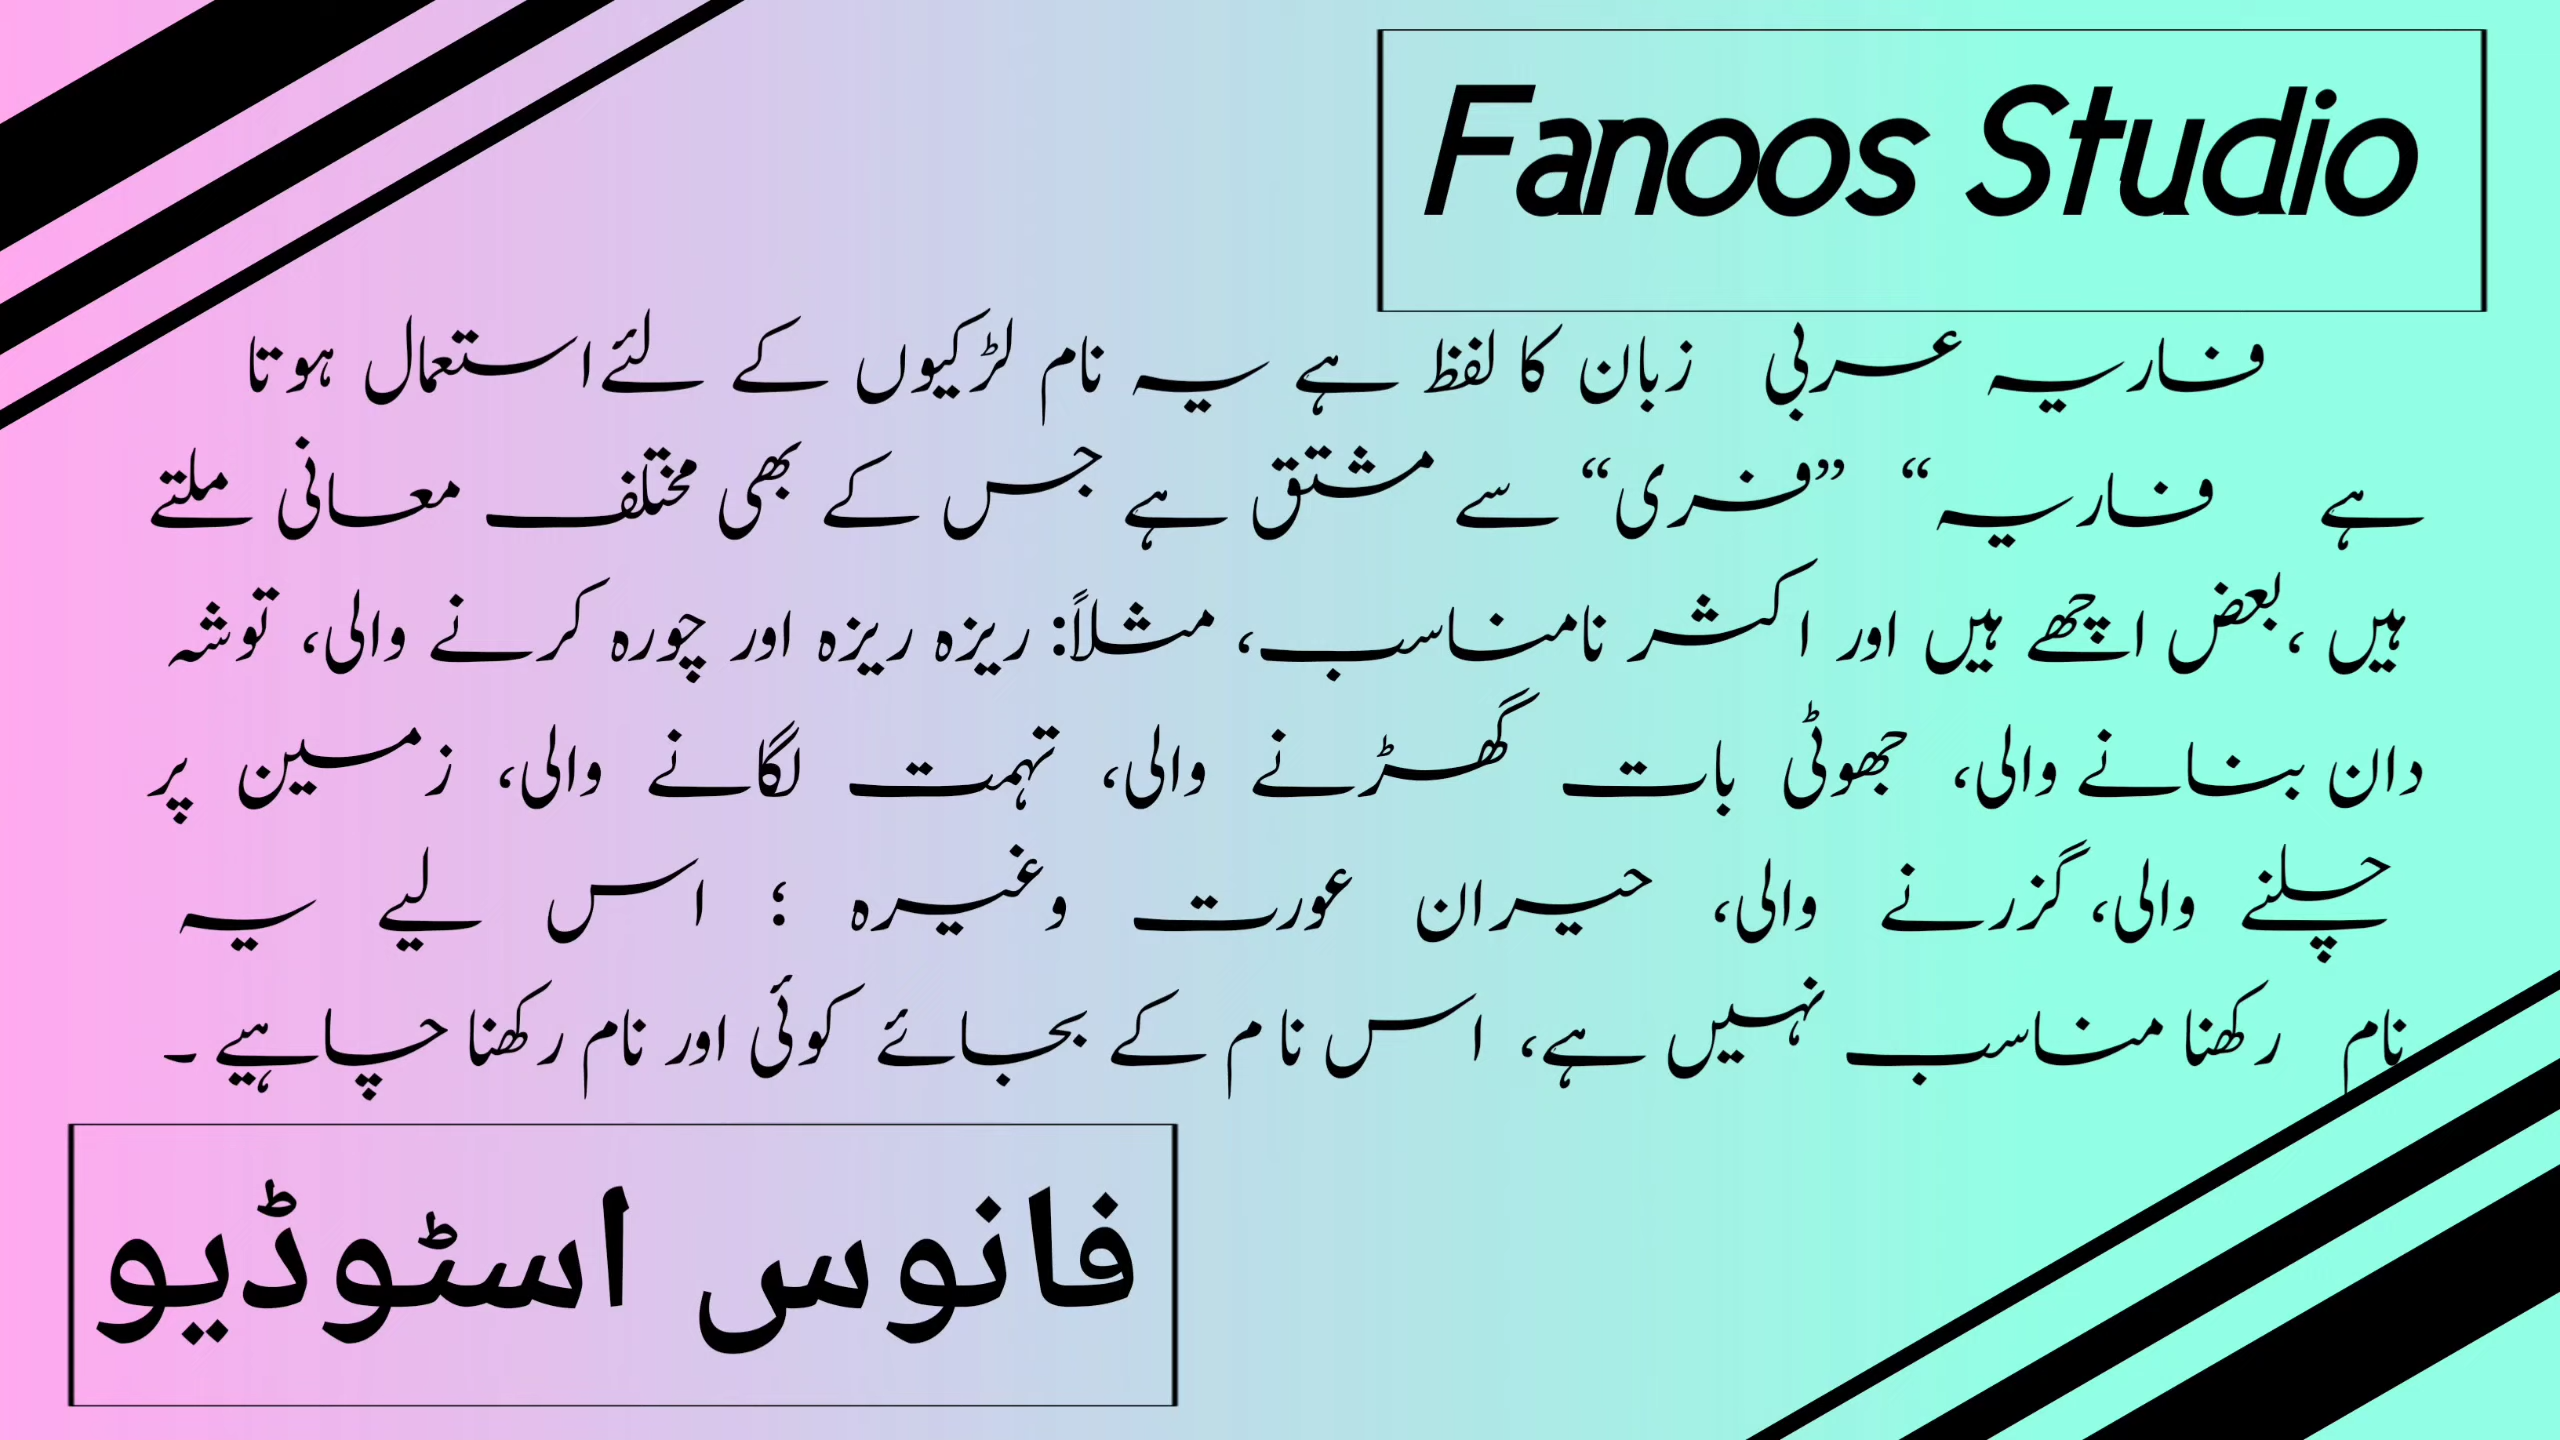 Fanoos Studio
فاریہ عربی زبان کا لفظ ہے یہ نام لڑکیوں کے لئے استعمال ہوتا
ہے فاریہ“ ”فری“ سے مشتق ہے جس کے بھی مختلف معانی ملتے
ہیں ،بعض اچھے ہیں اور اکثر نامناسب، مثلاً: ریزہ ریزہ اور چورہ کرنے والی، توشہ
دان بنانے والی، جھوٹی بات گھڑنے والی، تہمت لگانے والی، زمین پر
چلنے والی، گزرنے والی، حیران عورت وغیرہ ؛ اس لیے یہ
نام رکھنا مناسب نہیں ہے، اس نام کے بجائے کوئی اور نام رکھنا چاہیے ۔
فانوس اسٹوڈیو